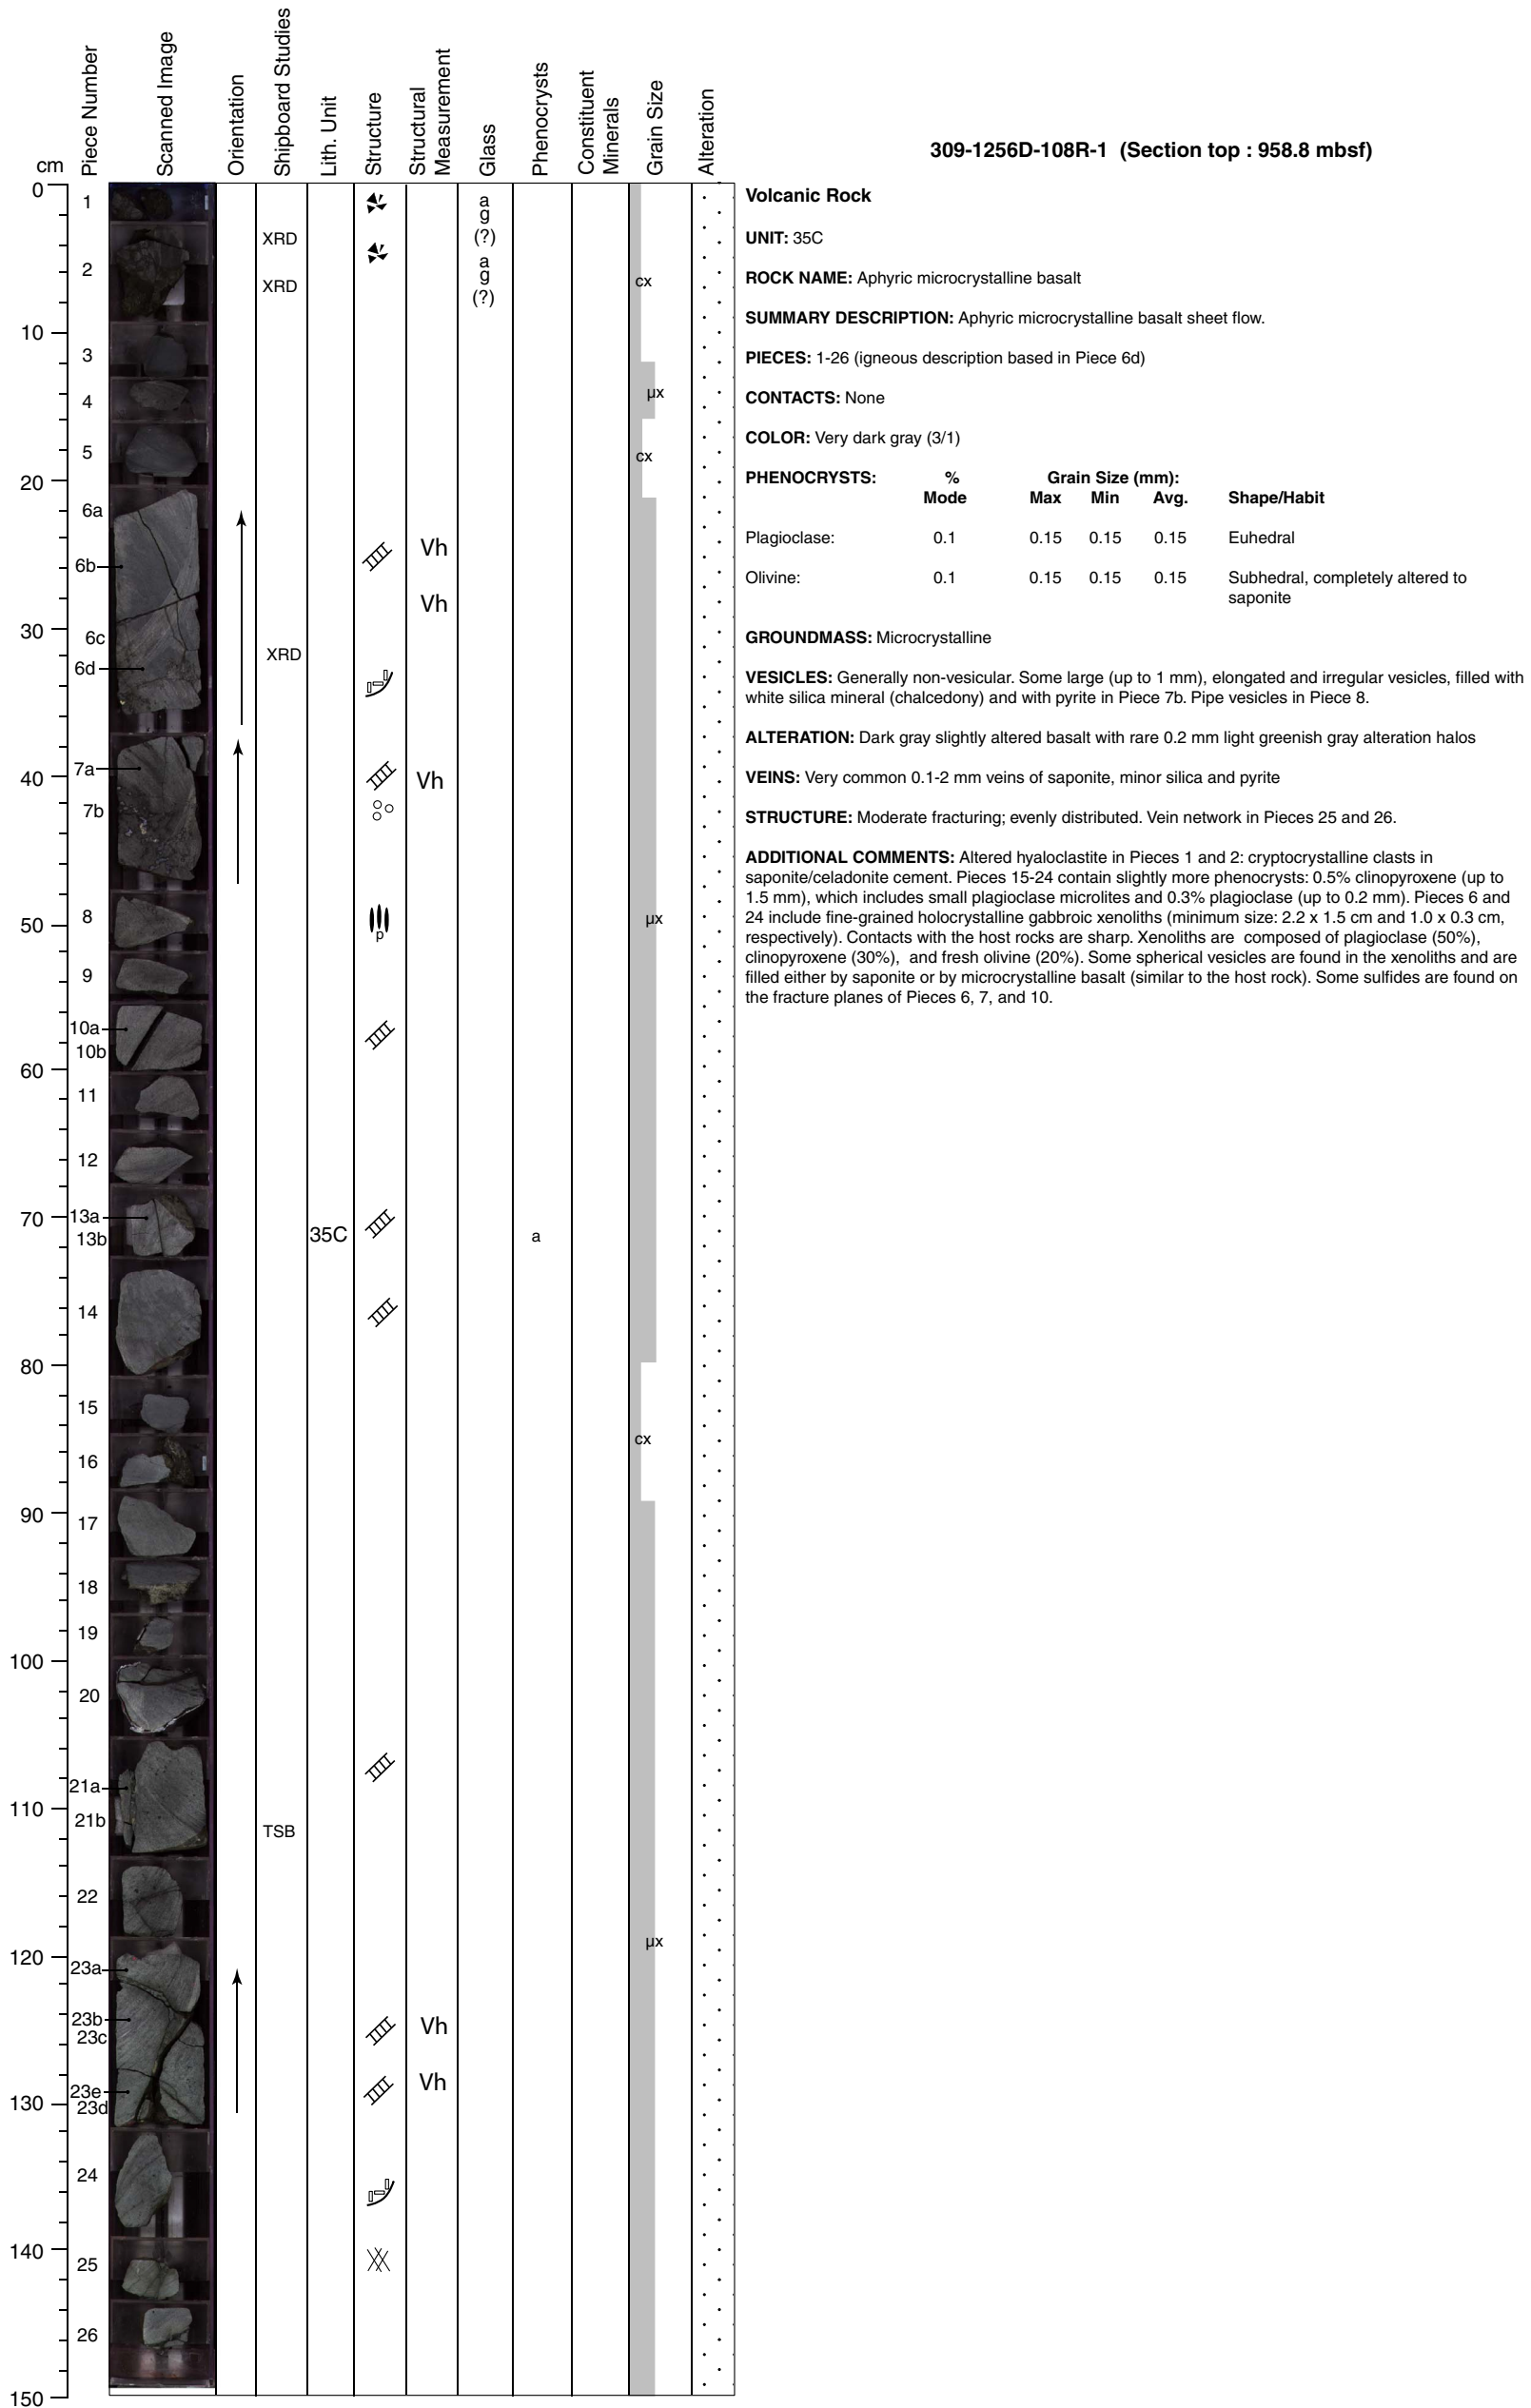 cm
Piece Number
Scanned Image
Orientation
Shipboard Studies
Lith. Unit
Structure
Structural
Measurement
Glass
Phenocrysts
Constituent
Minerals
Grain Size
Alteration
0
10
20
30
40
50
60
70
80
90
100
110
120
130
140
150
1
2
3
4
5
6a
6b
6c
6d
7a
7b
8
9
10a
10b
11
12
13a
13b
14
15
16
17
18
19
20
21a
21b
22
23a
23b
23c
23e
23d
24
25
26
XRD
XRD
XRD
TSB
35C
p
Vh
Vh
Vh
Vh
Vh
a
g
(?)
a
g
(?)
a
cx
µx
cx
µx
cx
µx
309-1256D-108R-1 (Section top : 958.8 mbsf)
Volcanic Rock
UNIT: 35C
ROCK NAME: Aphyric microcrystalline basalt
SUMMARY DESCRIPTION: Aphyric microcrystalline basalt sheet flow.
PIECES: 1-26 (igneous description based in Piece 6d)
CONTACTS: None
COLOR: Very dark gray (3/1)
PHENOCRYSTS: % Grain Size (mm):
Mode Max Min Avg. Shape/Habit
Plagioclase: 0.1 0.15 0.15 0.15 Euhedral
Olivine: 0.1 0.15 0.15 0.15 Subhedral, completely altered to
saponite
GROUNDMASS: Microcrystalline
VESICLES: Generally non-vesicular. Some large (up to 1 mm), elongated and irregular vesicles, filled with
white silica mineral (chalcedony) and with pyrite in Piece 7b. Pipe vesicles in Piece 8.
ALTERATION: Dark gray slightly altered basalt with rare 0.2 mm light greenish gray alteration halos
VEINS: Very common 0.1-2 mm veins of saponite, minor silica and pyrite
STRUCTURE: Moderate fracturing; evenly distributed. Vein network in Pieces 25 and 26.
ADDITIONAL COMMENTS: Altered hyaloclastite in Pieces 1 and 2: cryptocrystalline clasts in
saponite/celadonite cement. Pieces 15-24 contain slightly more phenocrysts: 0.5% clinopyroxene (up to
1.5 mm), which includes small plagioclase microlites and 0.3% plagioclase (up to 0.2 mm). Pieces 6 and
24 include fine-grained holocrystalline gabbroic xenoliths (minimum size: 2.2 x 1.5 cm and 1.0 x 0.3 cm,
respectively). Contacts with the host rocks are sharp. Xenoliths are composed of plagioclase (50%),
clinopyroxene (30%), and fresh olivine (20%). Some spherical vesicles are found in the xenoliths and are
filled either by saponite or by microcrystalline basalt (similar to the host rock). Some sulfides are found on
the fracture planes of Pieces 6, 7, and 10.